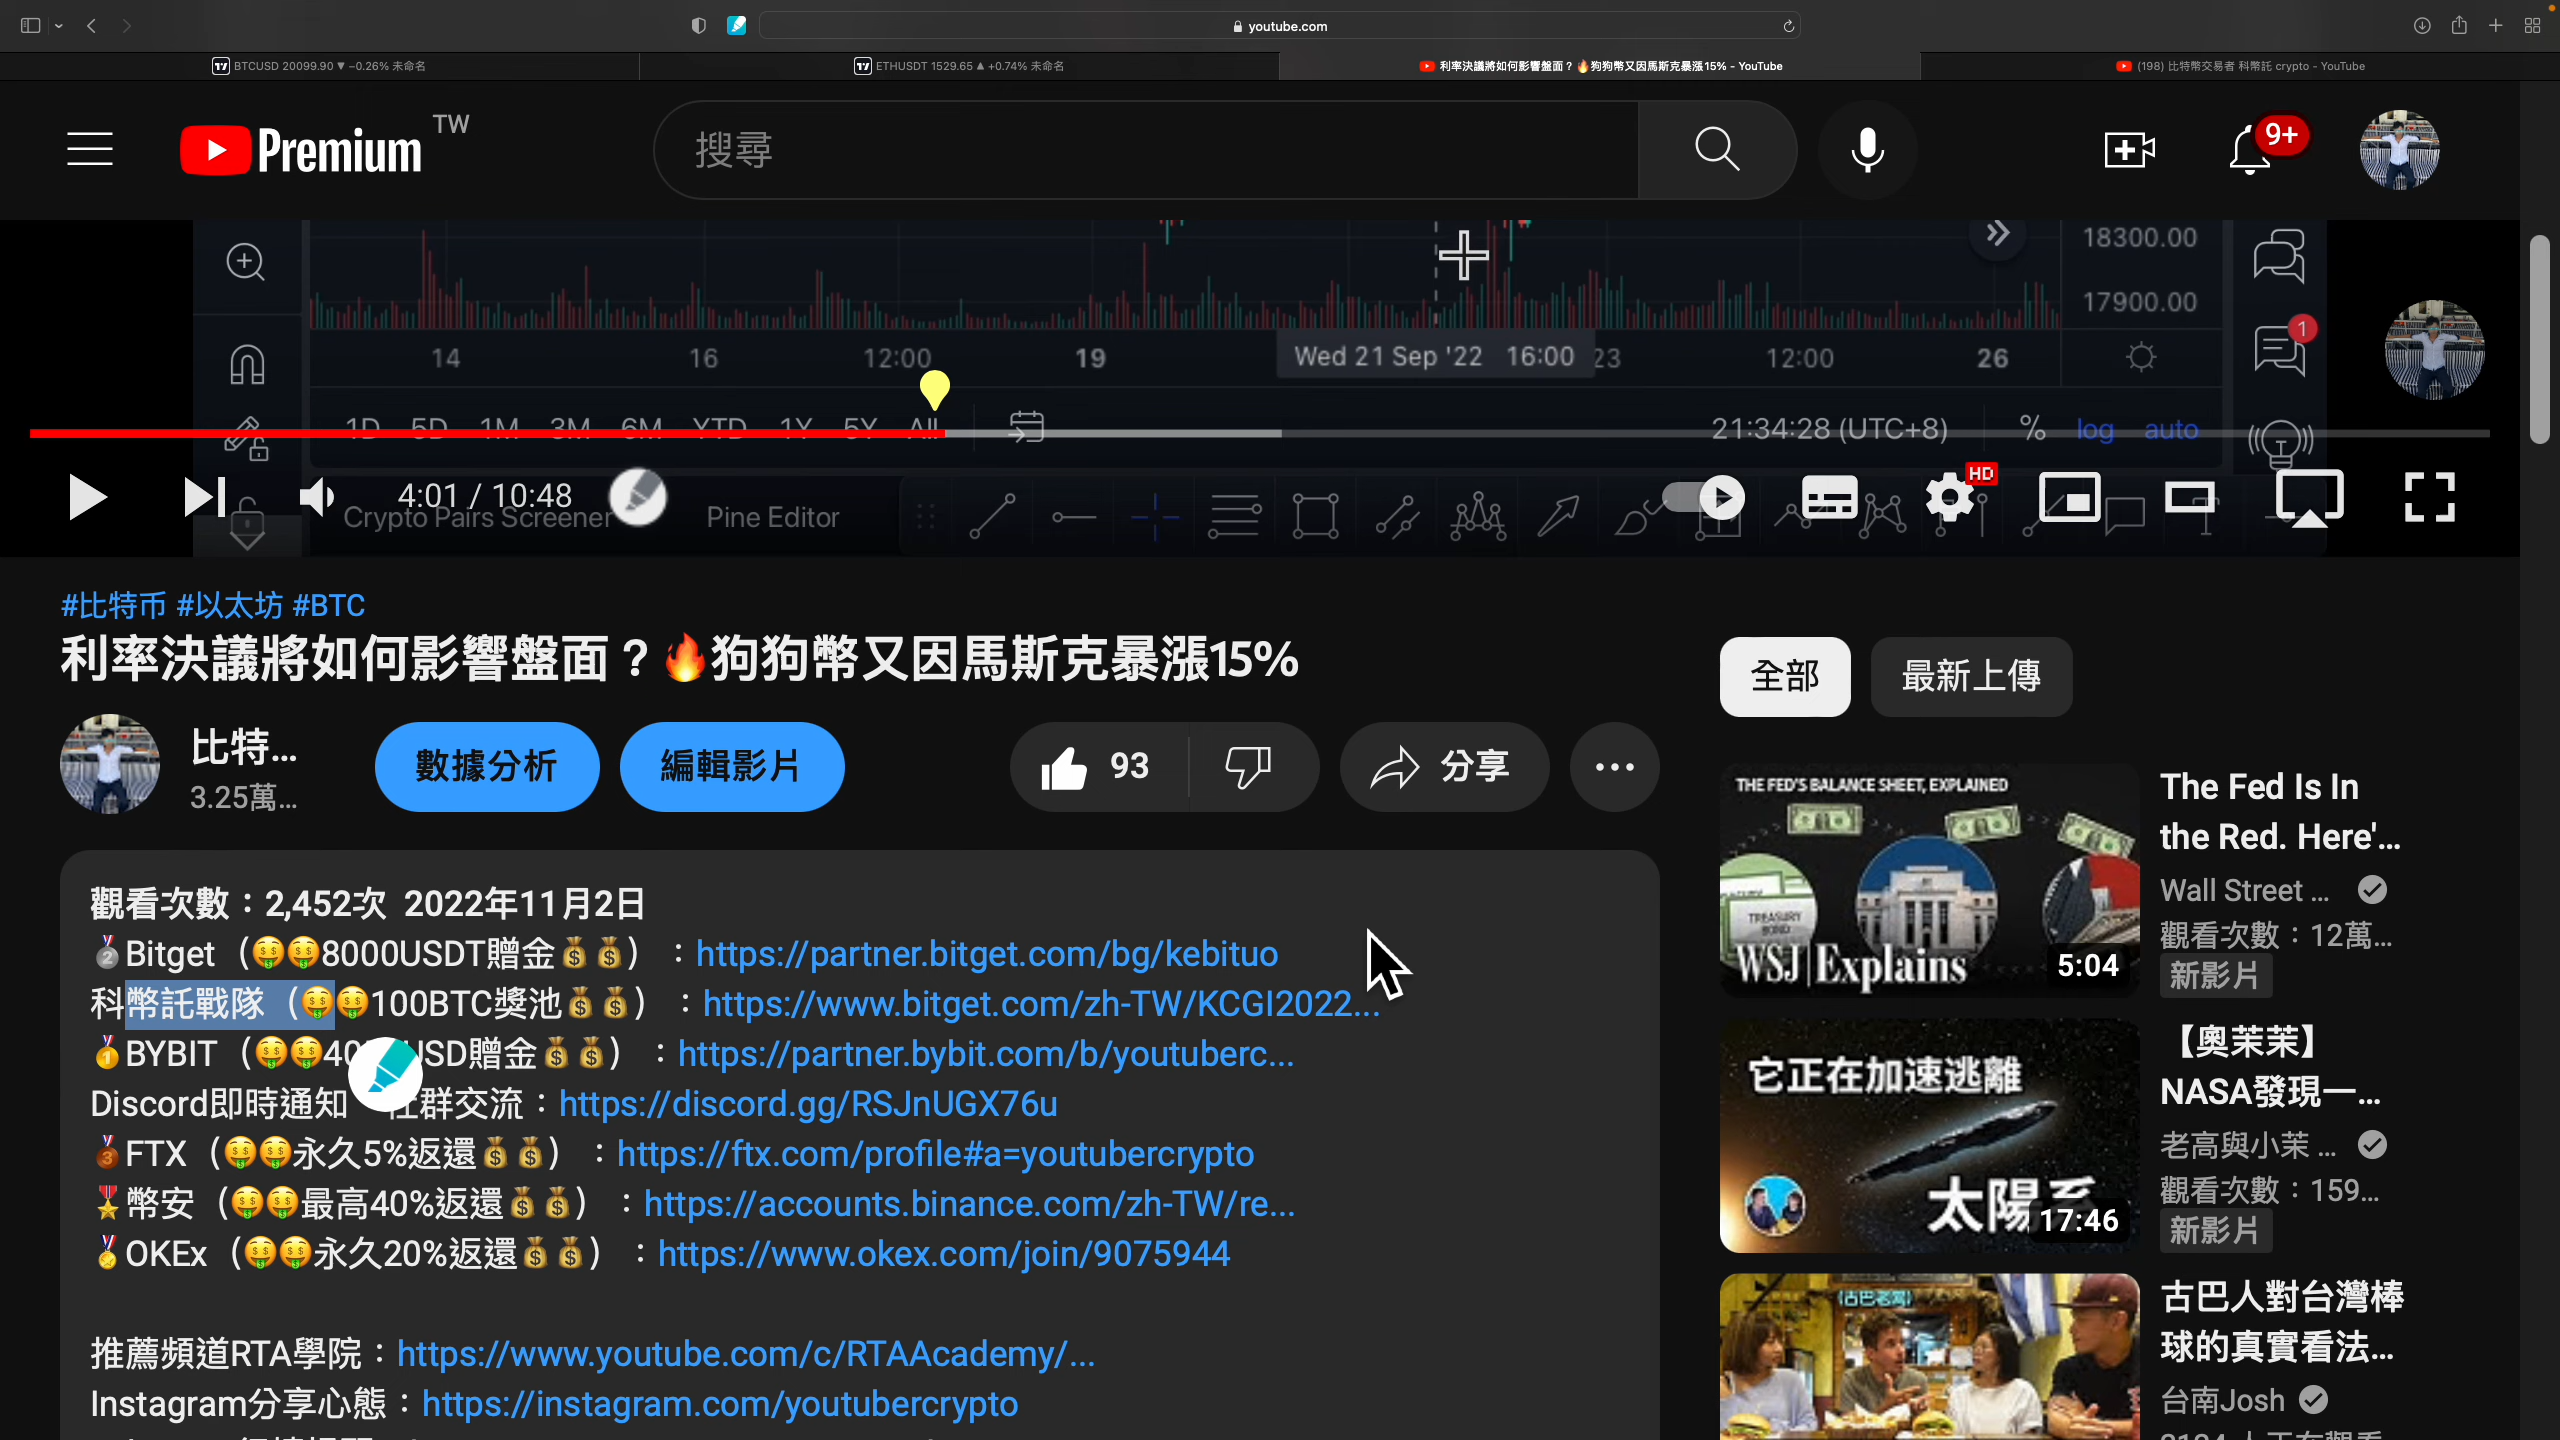 youtube.com
BTCUSD 20099.90 ▼ −0.26% 未命名
ETHUSDT 1529.65 ▲ +0.74% 未命名
利率決議將如何影響盤面？🔥狗狗幣又因馬斯克暴漲15% - YouTube
(198) 比特幣交易者 科幣託 crypto - YouTube
Premium TW
搜尋
9+
18300.00
17900.00
1
14 16 12:00 19 Wed 21 Sep '22 16:00 23 12:00 26
1D 5D 1M 3M 6M YTD 1Y 5Y All
21:34:28 (UTC+8) % log auto
4:01 / 10:48
HD
Crypto Pairs Screener Pine Editor
#比特币 #以太坊 #BTC
利率決議將如何影響盤面？🔥狗狗幣又因馬斯克暴漲15%
比特...
3.25萬...
數據分析
編輯影片
93
分享
觀看次數：2,452次 2022年11月2日
🥈Bitget（🤑🤑8000USDT贈金💰💰）：https://partner.bitget.com/bg/kebituo
科幣託戰隊（🤑🤑100BTC獎池💰💰）：https://www.bitget.com/zh-TW/KCGI2022...
🥇BYBIT（🤑🤑40 USD贈金💰💰）：https://partner.bybit.com/b/youtuberc...
Discord即時通知 社群交流：https://discord.gg/RSJnUGX76u
🥉FTX（🤑🤑永久5%返還💰💰）：https://ftx.com/profile#a=youtubercrypto
🎖幣安（🤑🤑最高40%返還💰💰）：https://accounts.binance.com/zh-TW/re...
🏅OKEx（🤑🤑永久20%返還💰💰）：https://www.okex.com/join/9075944
推薦頻道RTA學院：https://www.youtube.com/c/RTAAcademy/...
Instagram分享心態：https://instagram.com/youtubercrypto
全部
最新上傳
THE FED'S BALANCE SHEET, EXPLAINED
TREASURY BOND
WSJ|Explains
5:04
The Fed Is In
the Red. Here'...
Wall Street ...
觀看次數：12萬...
新影片
它正在加速逃離
太陽系
17:46
【奧茉茉】
NASA發現一...
老高與小茉 ...
觀看次數：159...
新影片
古巴人對台灣棒
球的真實看法...
台南Josh